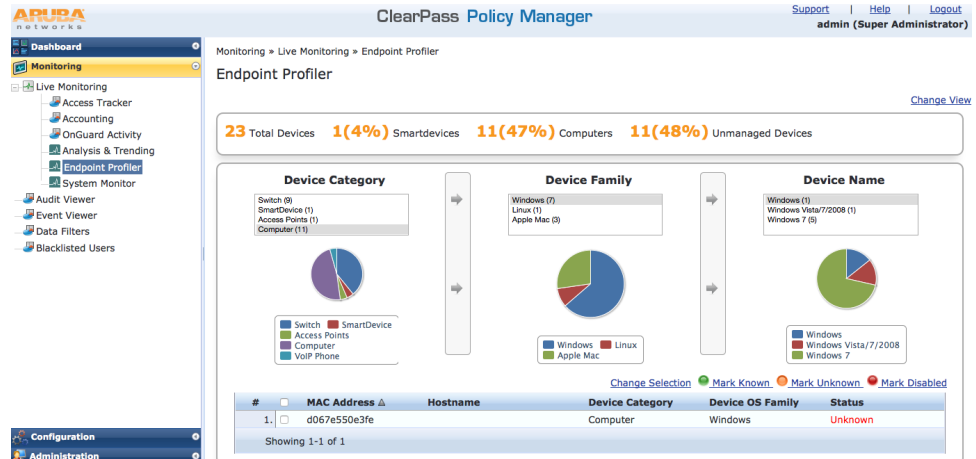 ARUBA
networks
ClearPass Policy Manager
Support | Help | Logout
admin (Super Administrator)
Dashboard
Monitoring
Live Monitoring
Access Tracker
Accounting
OnGuard Activity
Analysis & Trending
Endpoint Profiler
System Monitor
Audit Viewer
Event Viewer
Data Filters
Blacklisted Users
Configuration
Administration
Monitoring » Live Monitoring » Endpoint Profiler
Endpoint Profiler
Change View
23 Total Devices 1(4%) Smartdevices 11(47%) Computers 11(48%) Unmanaged Devices
Device Category
Switch (9)
SmartDevice (1)
Access Points (1)
Computer (11)
Switch SmartDevice
Access Points
Computer
VoIP Phone
Device Family
Windows (7)
Linux (1)
Apple Mac (3)
Windows Linux
Apple Mac
Device Name
Windows (1)
Windows Vista/7/2008 (1)
Windows 7 (5)
Windows
Windows Vista/7/2008
Windows 7
Change Selection Mark Known Mark Unknown Mark Disabled
# MAC Address Hostname Device Category Device OS Family Status
1. d067e550e3fe Computer Windows Unknown
Showing 1-1 of 1